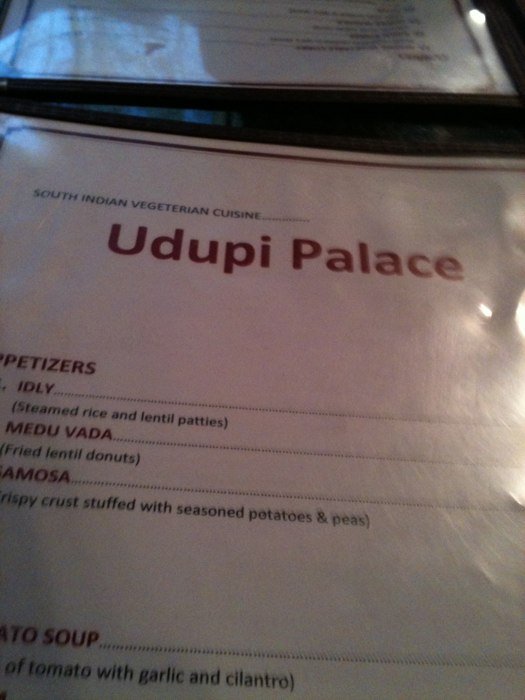 SOUTH INDIAN VEGETERIAN CUISINE.............
Udupi Palace
PPETIZERS
IDLY
(Steamed rice and lentil patties)
MEDU VADA
(Fried lentil donuts)
SAMOSA
rispy crust stuffed with seasoned potatoes & peas)
ATO SOUP
of tomato with garlic and cilantro)